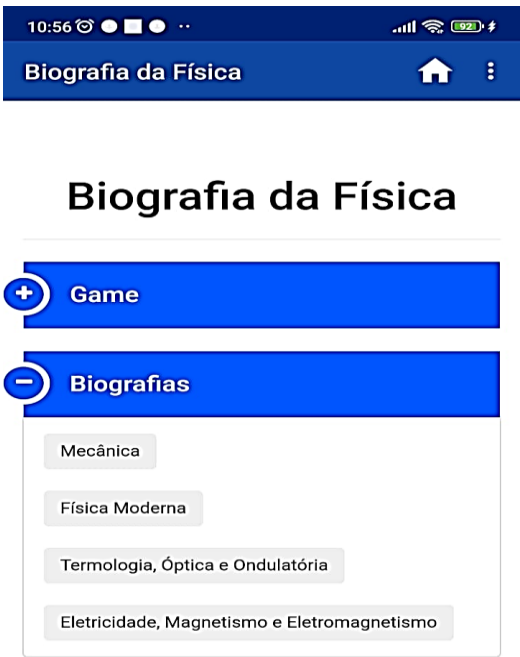 10:56
92
Biografia da Física
Biografia da Física
Game
Biografias
Mecânica
Física Moderna
Termologia, Óptica e Ondulatória
Eletricidade, Magnetismo e Eletromagnetismo